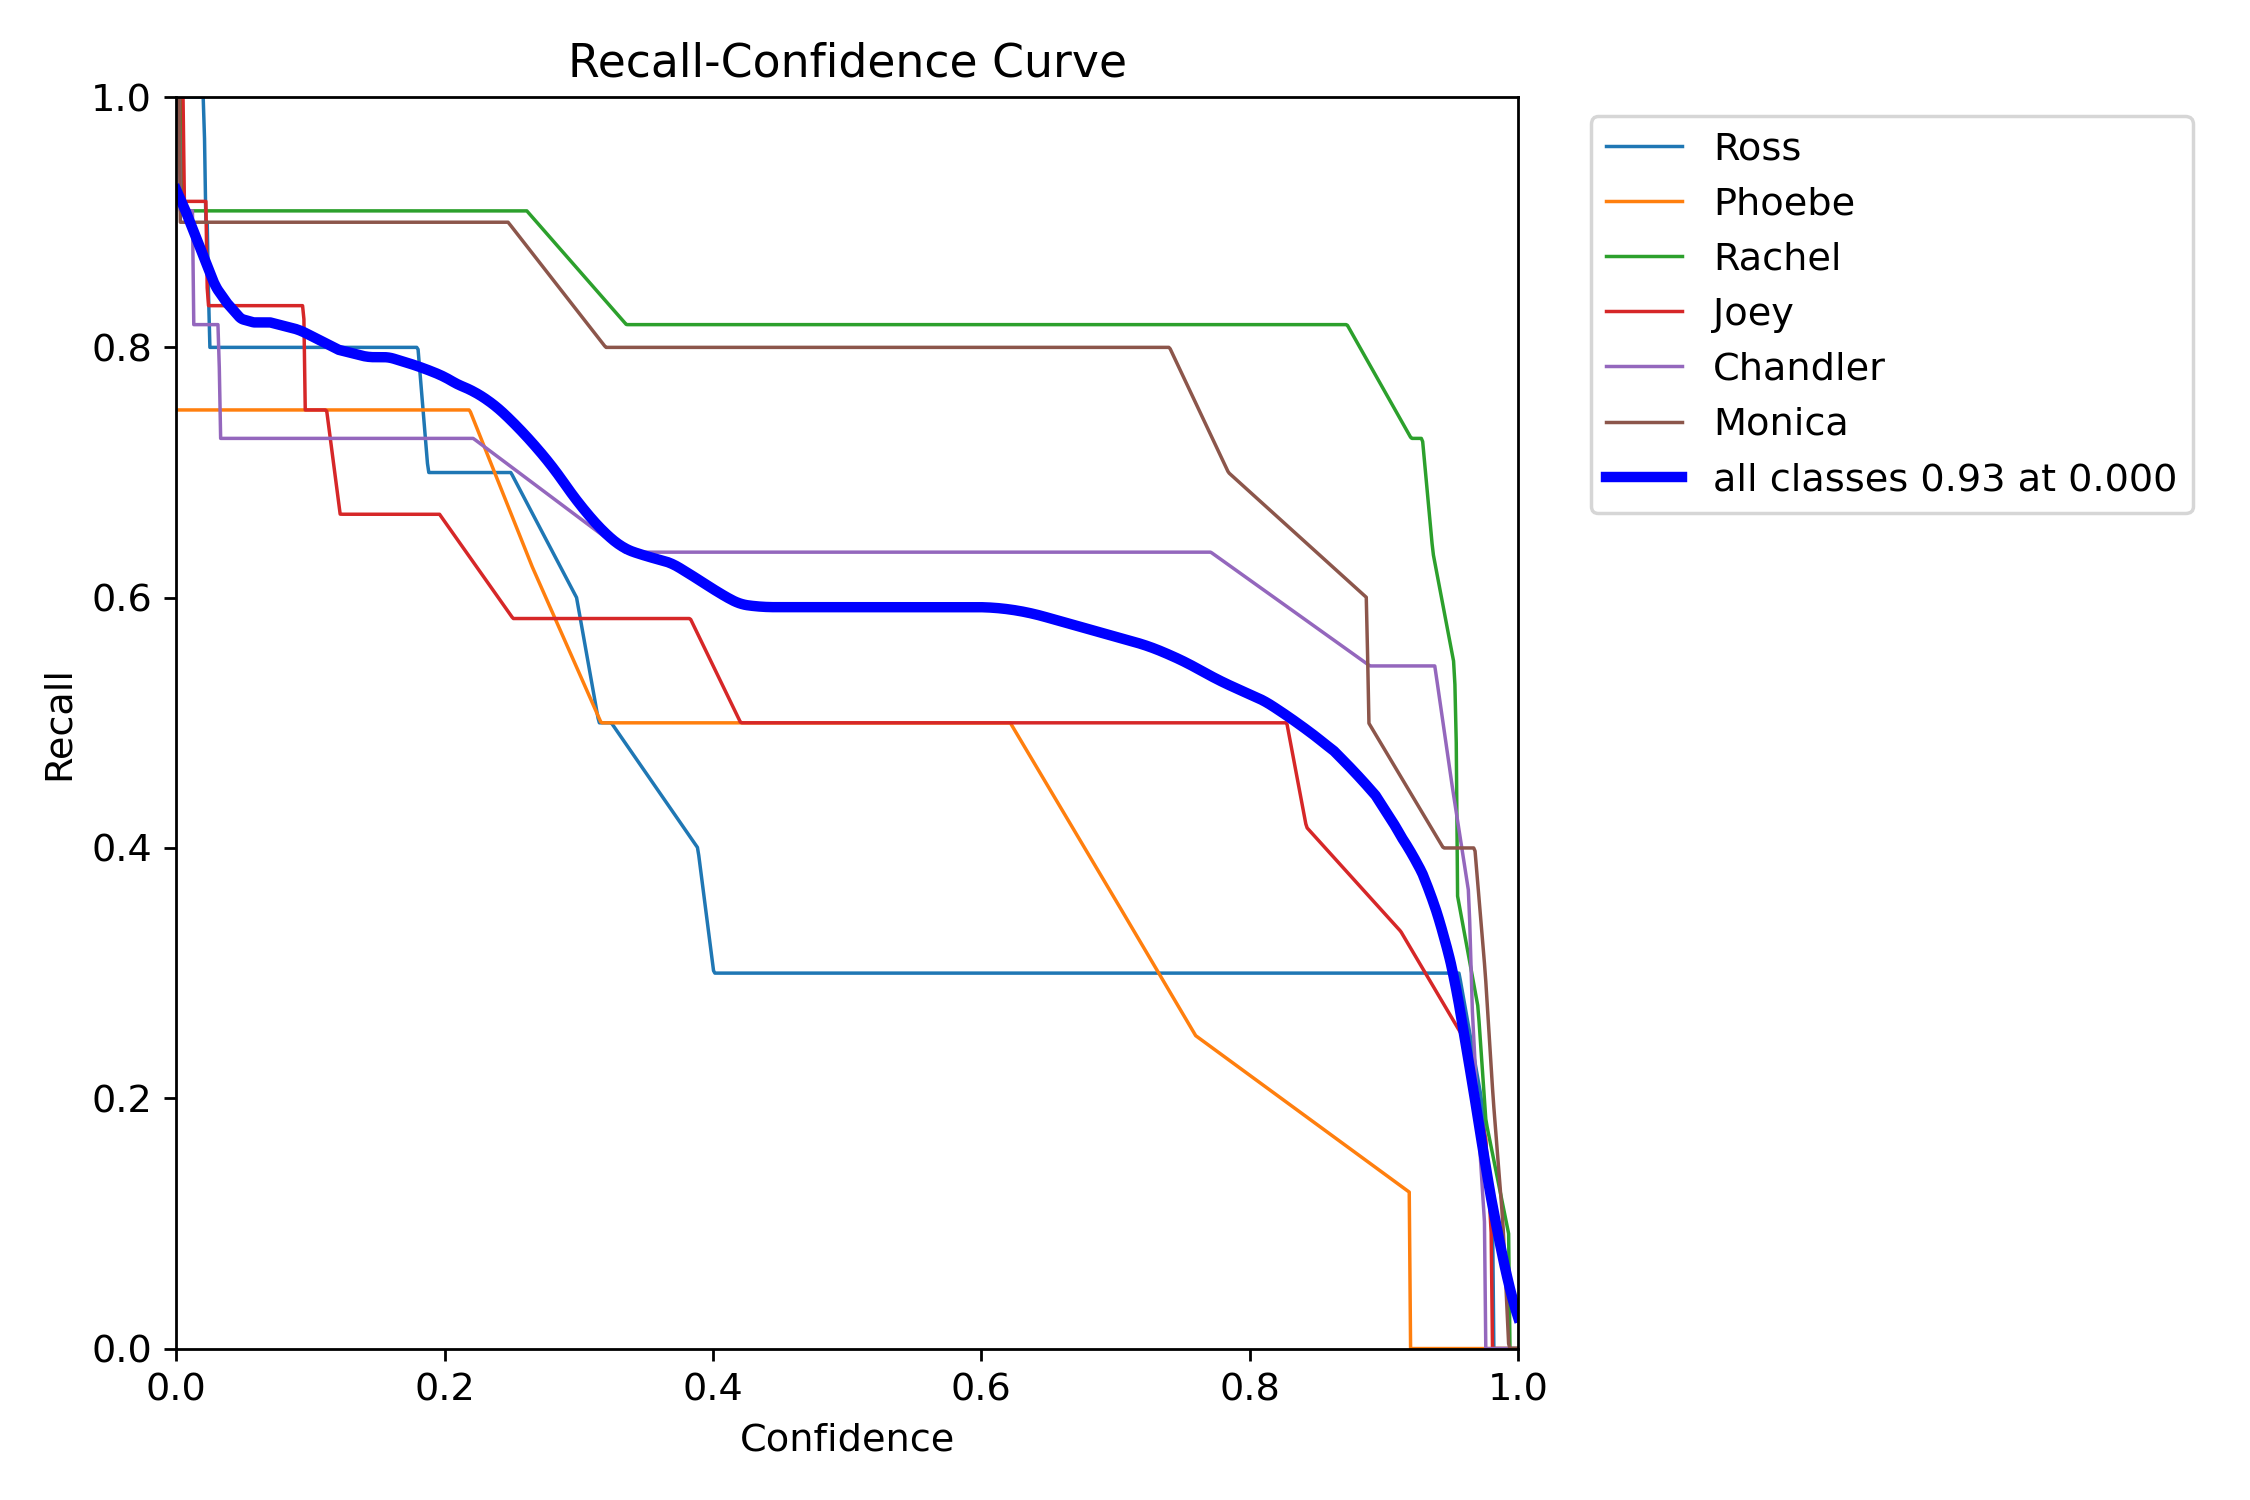 Recall-Confidence Curve
1.0
0.8
0.6
0.4
0.2
0.0
Recall
0.0 0.2 0.4 0.6 0.8 1.0
Confidence
Ross
Phoebe
Rachel
Joey
Chandler
Monica
all classes 0.93 at 0.000